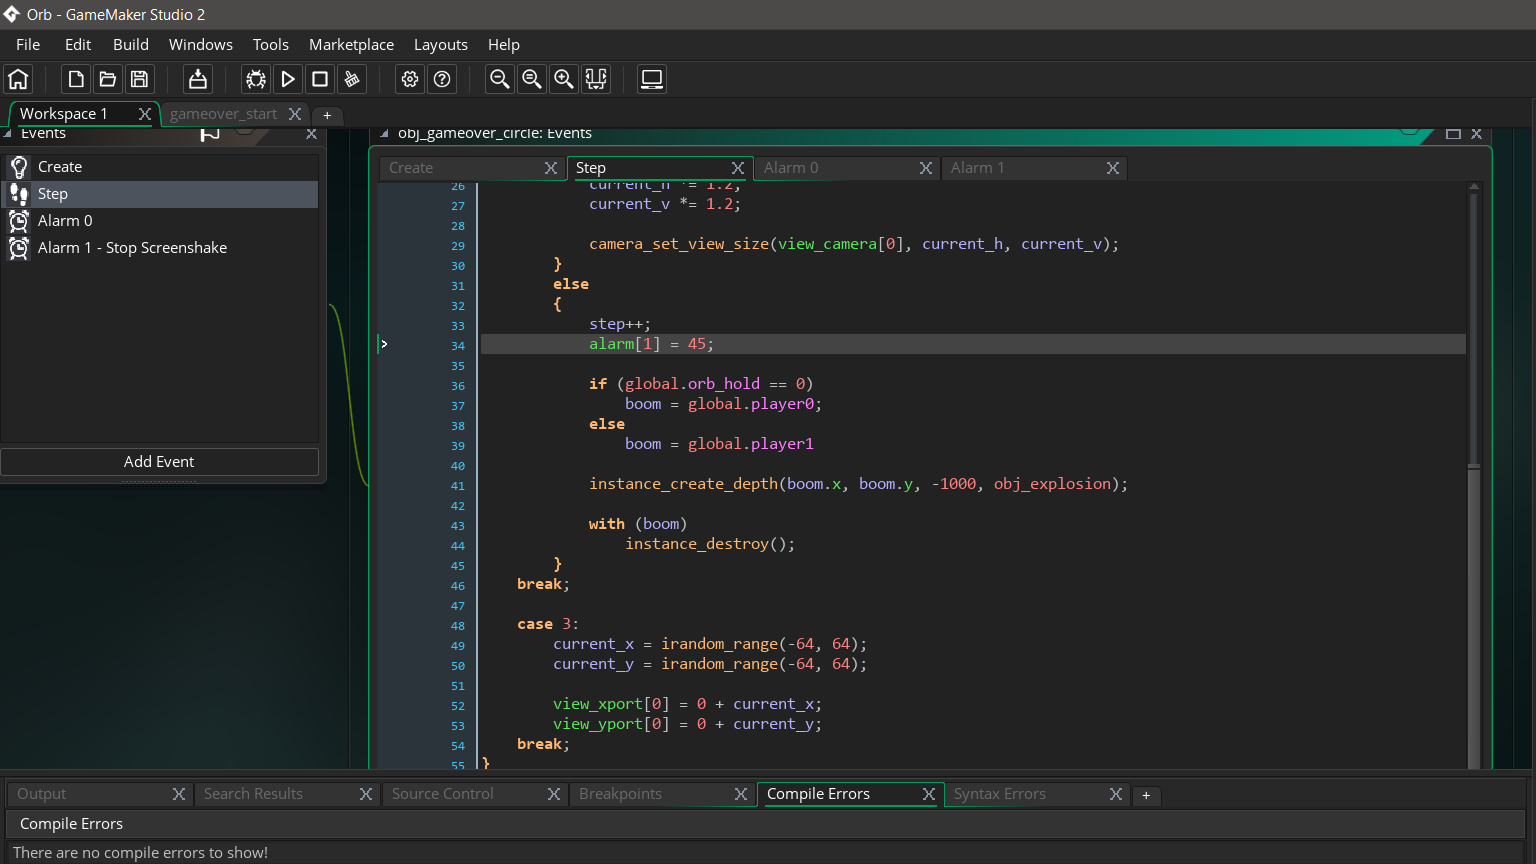 Orb - GameMaker Studio 2
File Edit Build Windows Tools Marketplace Layouts Help
Workspace 1 gameover_start +
Events
Create
Step
Alarm 0
Alarm 1 - Stop Screenshake
Add Event
obj_gameover_circle: Events
Create Step Alarm 0 Alarm 1
26 current_h *= 1.2;
27 current_v *= 1.2;
28
29 camera_set_view_size(view_camera[0], current_h, current_v);
30 }
31 else
32 {
33 step++;
34 alarm[1] = 45;
35
36 if (global.orb_hold == 0)
37 boom = global.player0;
38 else
39 boom = global.player1
40
41 instance_create_depth(boom.x, boom.y, -1000, obj_explosion);
42
43 with (boom)
44 instance_destroy();
45 }
46 break;
47
48 case 3:
49 current_x = irandom_range(-64, 64);
50 current_y = irandom_range(-64, 64);
51
52 view_xport[0] = 0 + current_x;
53 view_yport[0] = 0 + current_y;
54 break;
55 }
Output Search Results Source Control Breakpoints Compile Errors Syntax Errors +
Compile Errors
There are no compile errors to show!